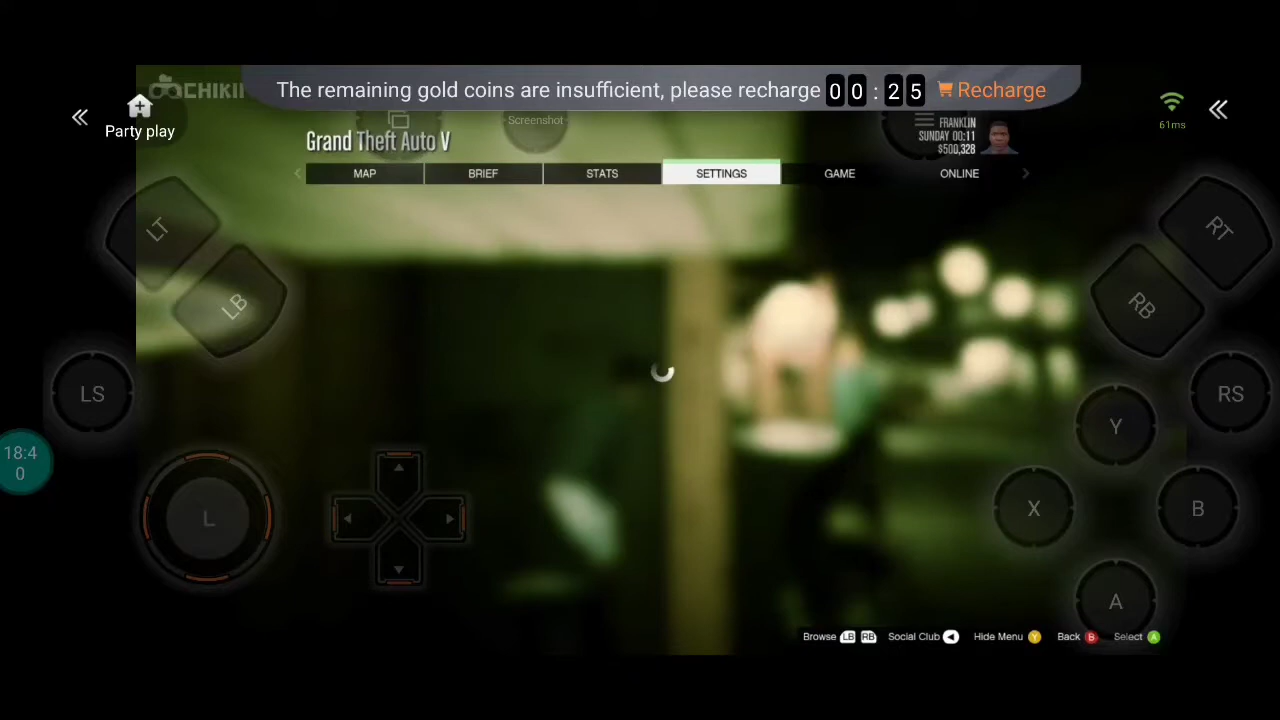 CHIKII
The remaining gold coins are insufficient, please recharge 00:25 Recharge
Party play
Screenshot
61ms
Grand Theft Auto V
FRANKLIN
SUNDAY 00:11
$500,328
MAP BRIEF STATS SETTINGS GAME ONLINE
LT
RT
LB
RB
LS
RS
Y
18:4
0
L
X
B
A
Browse LB RB Social Club Hide Menu Y Back B Select A